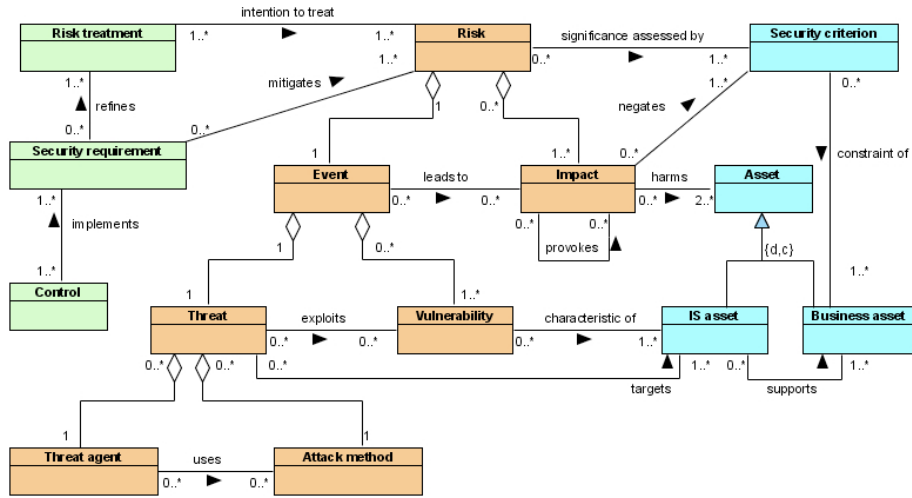 intention to treat
Risk treatment
1..*
1..*
Risk
significance assessed by
Security criterion
0..*
1..*
1..*
mitigates
1..*
1
0..*
negates
1..*
0..*
refines
0..*
0..*
Security requirement
1
1..*
0..*
constraint of
Event
leads to
Impact
harms
Asset
0..*
0..*
0..*
2..*
1..*
implements
1
0..*
0..*
0..*
provokes
{d,c}
1..*
1
1..*
1..*
Control
Threat
exploits
Vulnerability
characteristic of
IS asset
Business asset
0..*
0..*
0..*
1..*
0..*
0..*
0..*
1..*
0..*
1..*
targets
supports
1
1
Threat agent
uses
Attack method
0..*
0..*